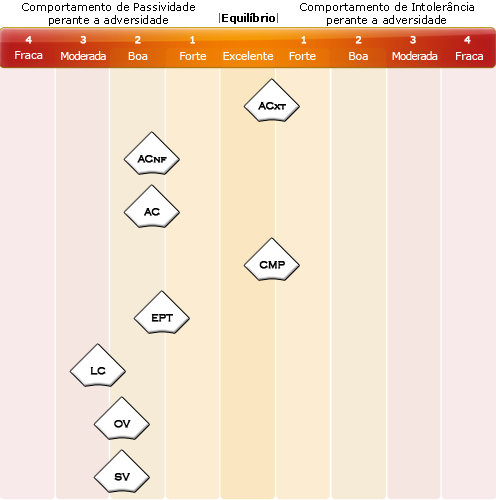 Comportamento de Passividade
perante a adversidade
|Equilíbrio|
Comportamento de Intolerância
perante a adversidade
4 3 2 1 1 2 3 4
Fraca Moderada Boa Forte Excelente Forte Boa Moderada Fraca
ACXT
ACNF
AC
CMP
EPT
LC
OV
SV